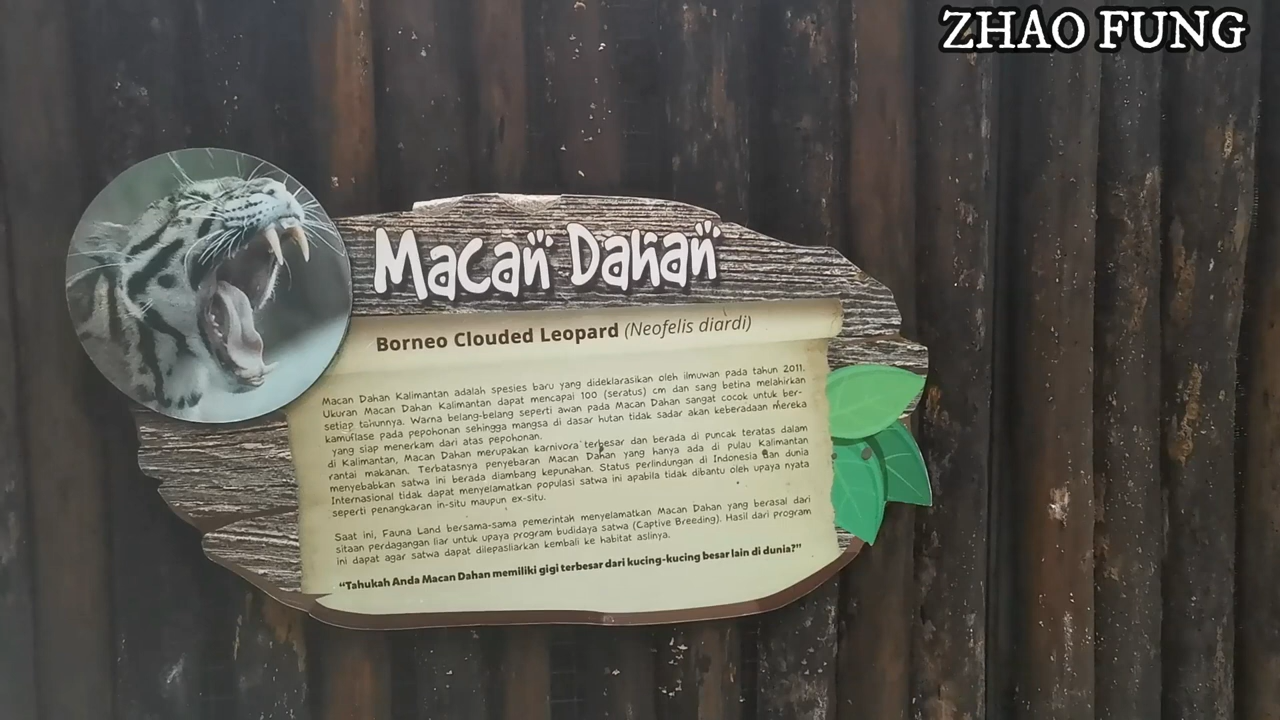 ZHAO FUNG
Macan Dahan
Borneo Clouded Leopard (Neofelis diardi)
Macan Dahan Kalimantan adalah spesies baru yang dideklarasikan oleh ilmuwan pada tahun 2011.
Ukuran Macan Dahan Kalimantan dapat mencapai 100 (seratus) cm dan sang betina melahirkan
setiap tahunnya. Warna belang-belang seperti awan pada Macan Dahan sangat cocok untuk ber-
kamuflase pada pepohonan sehingga mangsa di dasar hutan tidak sadar akan keberadaan mereka
yang siap menerkam dari atas pepohonan.
di Kalimantan, Macan Dahan merupakan karnivora terbesar dan berada di puncak teratas dalam
rantai makanan. Terbatasnya penyebaran Macan Dahan yang hanya ada di pulau Kalimantan
menyebabkan satwa ini berada diambang kepunahan. Status perlindungan di Indonesia dan dunia
Internasional tidak dapat menyelamatkan populasi satwa ini apabila tidak dibantu oleh upaya nyata
seperti penangkaran in-situ maupun ex-situ.
Saat ini, Fauna Land bersama-sama pemerintah menyelamatkan Macan Dahan yang berasal dari
sitaan perdagangan liar untuk upaya program budidaya satwa (Captive Breeding). Hasil dari program
ini dapat agar satwa dapat dilepasliarkan kembali ke habitat aslinya.
"Tahukah Anda Macan Dahan memiliki gigi terbesar dari kucing-kucing besar lain di dunia?"